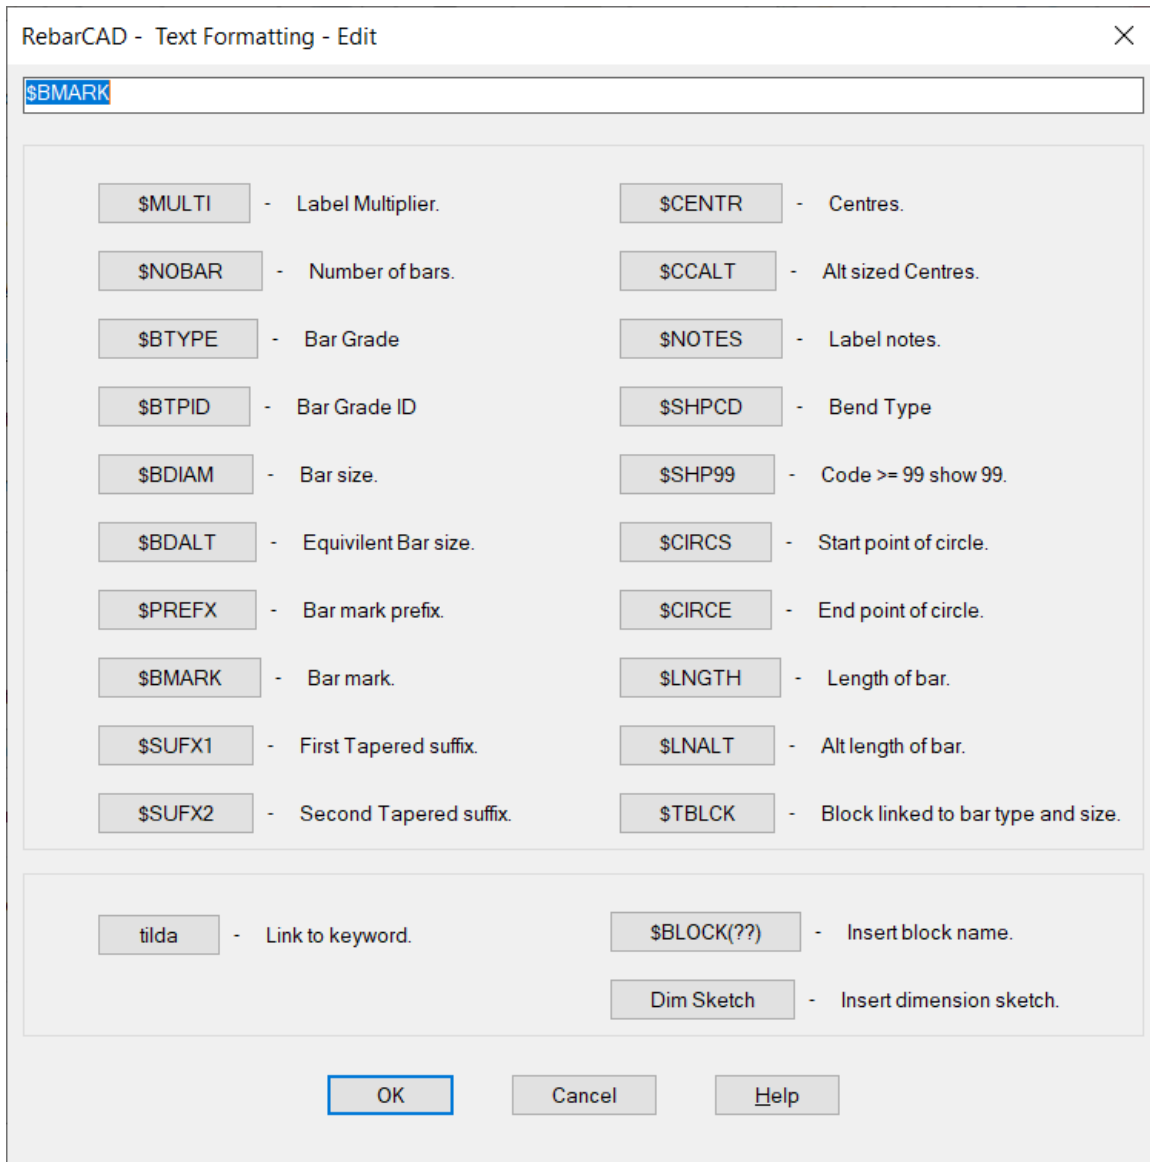 RebarCAD - Text Formatting - Edit
$BMARK
$MULTI - Label Multiplier. $CENTR - Centres.
$NOBAR - Number of bars. $CCALT - Alt sized Centres.
$BTYPE - Bar Grade $NOTES - Label notes.
$BTPID - Bar Grade ID $SHPCD - Bend Type
$BDIAM - Bar size. $SHP99 - Code >= 99 show 99.
$BDALT - Equivilent Bar size. $CIRCS - Start point of circle.
$PREFX - Bar mark prefix. $CIRCE - End point of circle.
$BMARK - Bar mark. $LNGTH - Length of bar.
$SUFX1 - First Tapered suffix. $LNALT - Alt length of bar.
$SUFX2 - Second Tapered suffix. $TBLCK - Block linked to bar type and size.
tilda - Link to keyword. $BLOCK(??) - Insert block name.
Dim Sketch - Insert dimension sketch.
OK Cancel Help